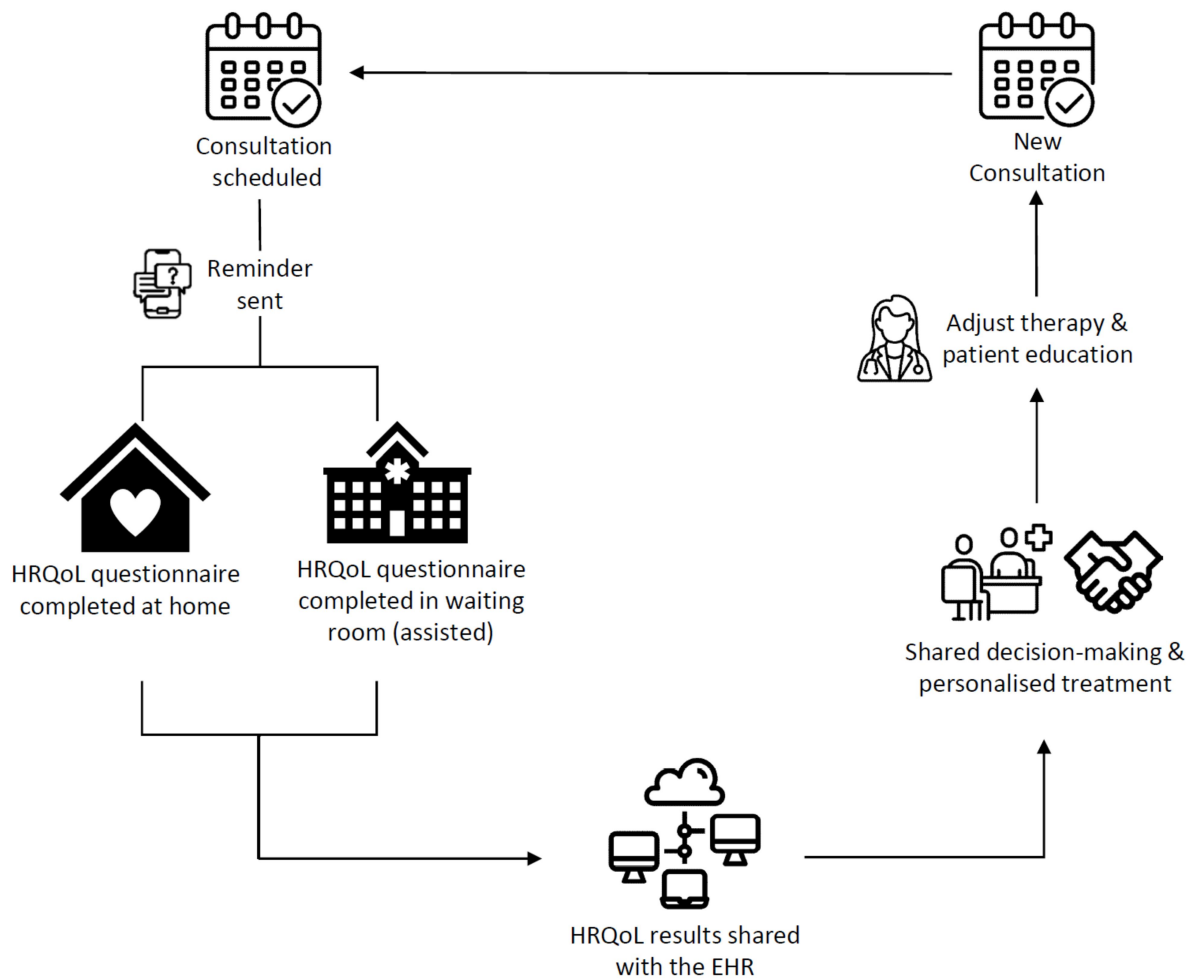 Consultation
scheduled
New
Consultation
Reminder
sent
?
Adjust therapy &
patient education
HRQoL questionnaire
completed at home
HRQoL questionnaire
completed in waiting
room (assisted)
Shared decision-making &
personalised treatment
HRQoL results shared
with the EHR